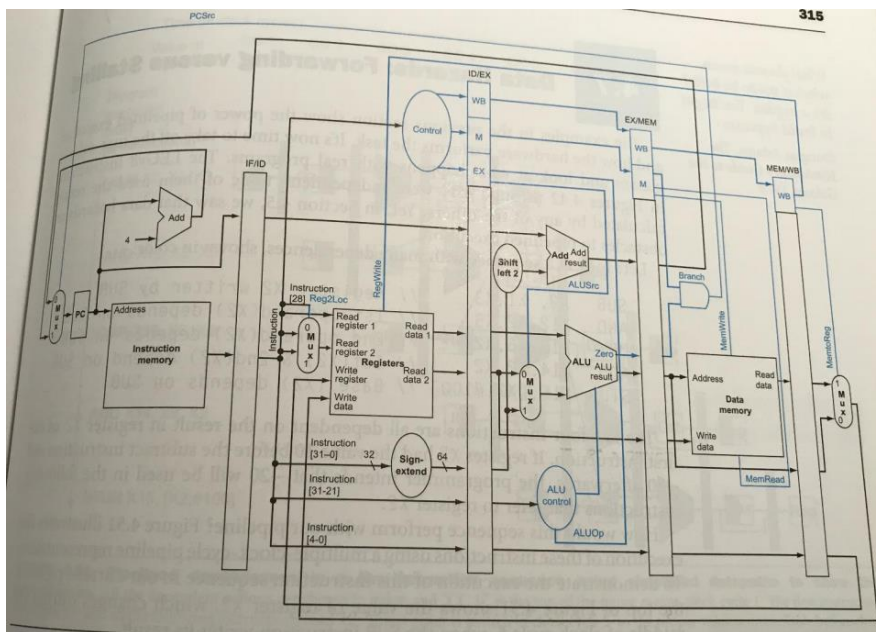 315
PCSrc
ID/EX
WB
EX/MEM
Control
M
WB
MEM/WB
IF/ID
EX
M
WB
Add
4
Shift
left 2
Add Add
result
ALUSrc
Branch
RegWrite
MemWrite
MemtoReg
Instruction
[28] Reg2Loc
0
M
u
x
1
PC
Address
Instruction
memory
Instruction
0
M
u
x
1
Read
register 1
Read
data 1
Read
register 2
Registers
Write
register
Read
data 2
Write
data
0
M
u
x
1
Zero
ALU ALU
result
Address
Read
data
Data
memory
Write
data
1
M
u
x
0
Instruction
[31–0]
32
Sign-
extend
64
Instruction
[31-21]
ALU
control
MemRead
Instruction
[4-0]
ALUOp